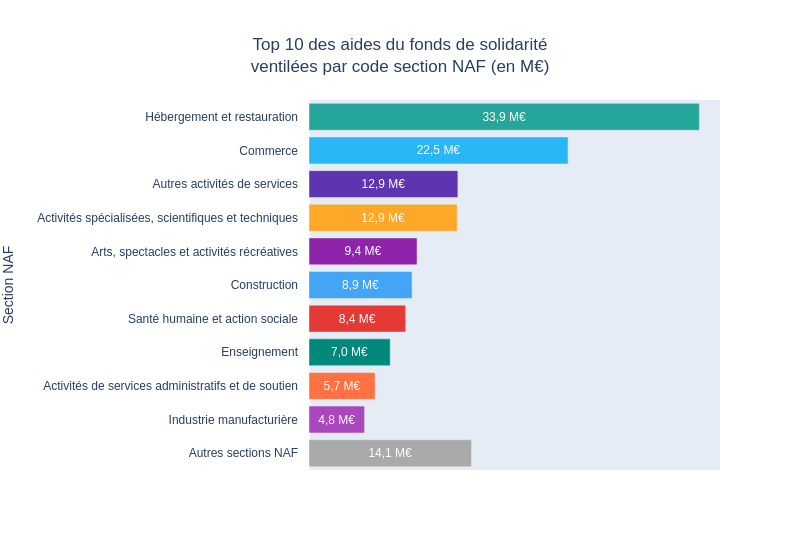 Top 10 des aides du fonds de solidarité
ventilées par code section NAF (en M€)
Section NAF
Hébergement et restauration 33,9 M€
Commerce 22,5 M€
Autres activités de services 12,9 M€
Activités spécialisées, scientifiques et techniques 12,9 M€
Arts, spectacles et activités récréatives 9,4 M€
Construction 8,9 M€
Santé humaine et action sociale 8,4 M€
Enseignement 7,0 M€
Activités de services administratifs et de soutien 5,7 M€
Industrie manufacturière 4,8 M€
Autres sections NAF 14,1 M€